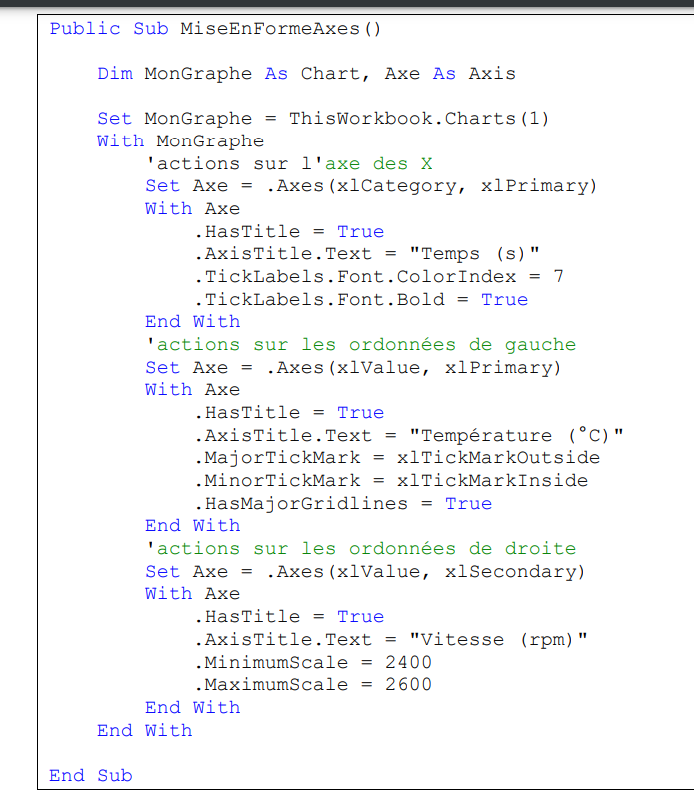 Public Sub MiseEnFormeAxes()
Dim MonGraphe As Chart, Axe As Axis
Set MonGraphe = ThisWorkbook.Charts(1)
With MonGraphe
'actions sur l'axe des X
Set Axe = .Axes(xlCategory, xlPrimary)
With Axe
.HasTitle = True
.AxisTitle.Text = "Temps (s)"
.TickLabels.Font.ColorIndex = 7
.TickLabels.Font.Bold = True
End With
'actions sur les ordonnées de gauche
Set Axe = .Axes(xlValue, xlPrimary)
With Axe
.HasTitle = True
.AxisTitle.Text = "Température (°C)"
.MajorTickMark = xlTickMarkOutside
.MinorTickMark = xlTickMarkInside
.HasMajorGridlines = True
End With
'actions sur les ordonnées de droite
Set Axe = .Axes(xlValue, xlSecondary)
With Axe
.HasTitle = True
.AxisTitle.Text = "Vitesse (rpm)"
.MinimumScale = 2400
.MaximumScale = 2600
End With
End With
End Sub